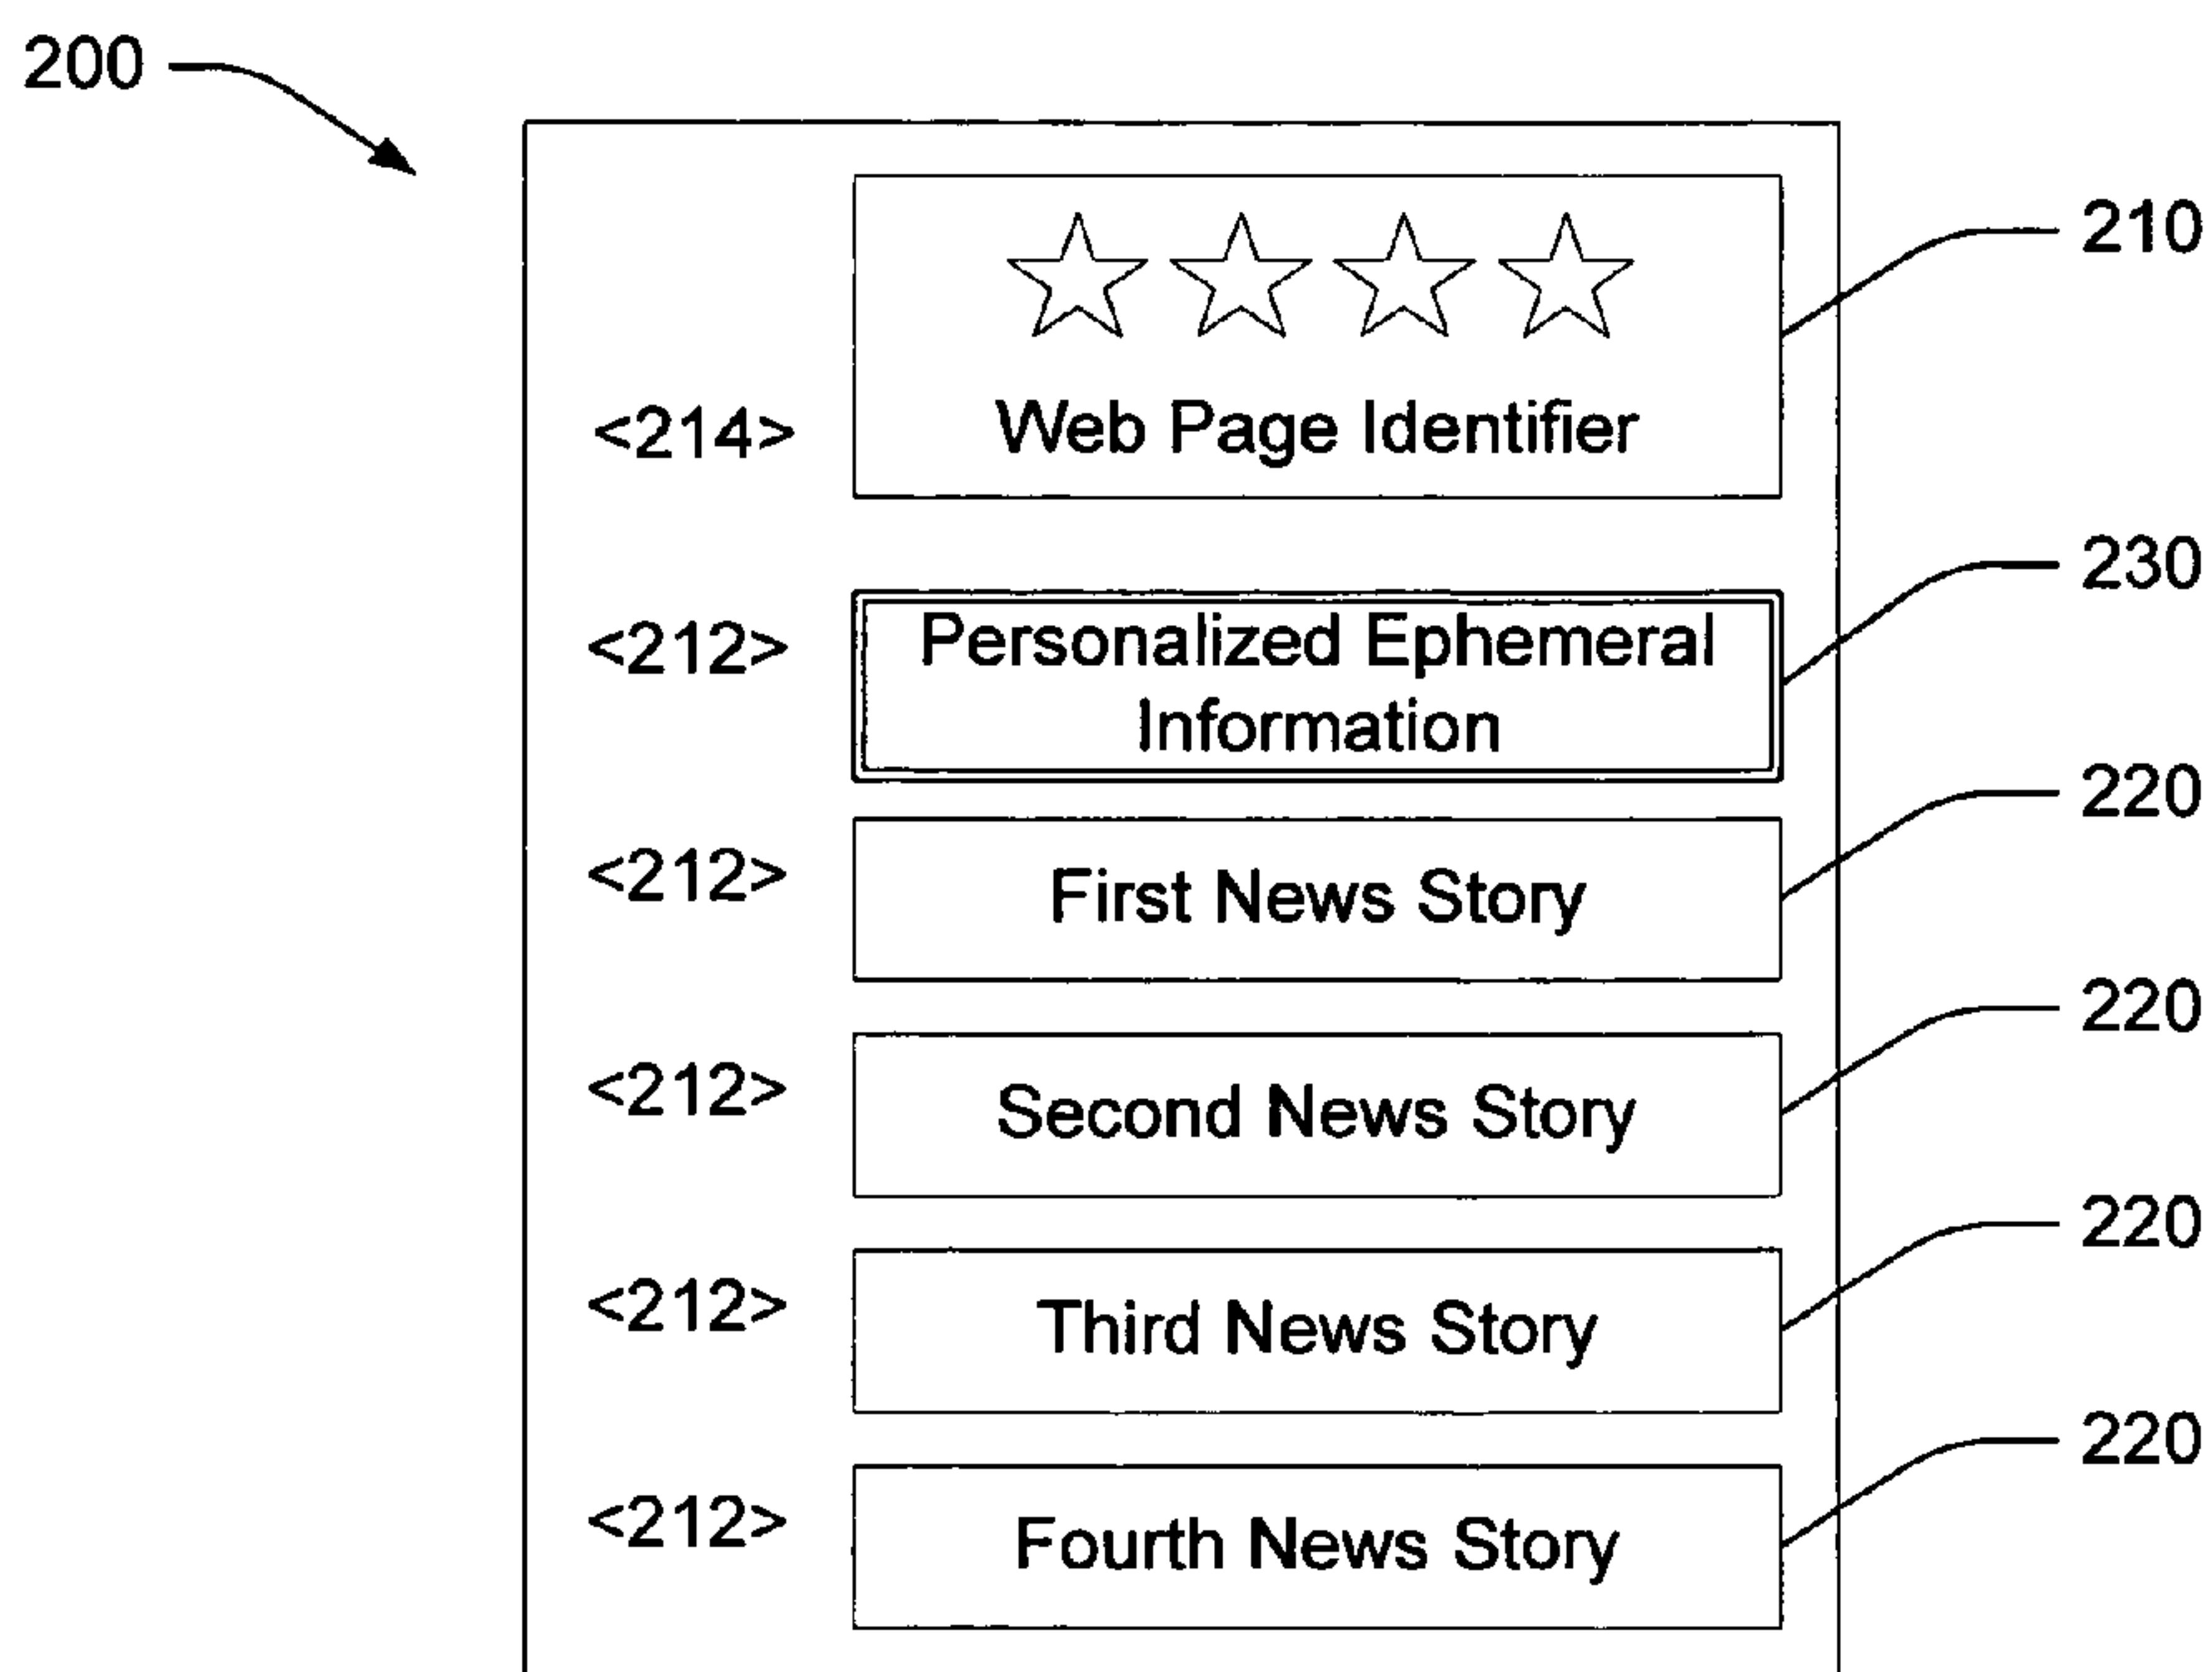 200
210
<214> Web Page Identifier
230
<212> Personalized Ephemeral
Information
220
<212> First News Story
220
<212> Second News Story
220
<212> Third News Story
220
<212> Fourth News Story